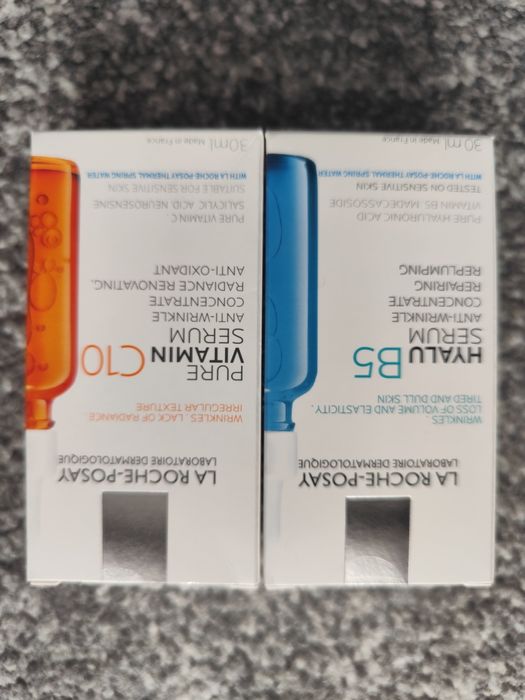 LA ROCHE-POSAY
LABORATOIRE DERMATOLOGIQUE
WRINKLES,
LOSS OF VOLUME AND ELASTICITY,
TIRED AND DULL SKIN
HYALU B5
SERUM
ANTI-WRINKLE
CONCENTRATE
REPAIRING
REPLUMPING
PURE HYALURONIC ACID
VITAMIN B5, MADECASSOSIDE
TESTED ON SENSITIVE SKIN
WITH LA ROCHE-POSAY THERMAL SPRING WATER
30 ml Made in France
LA ROCHE-POSAY
LABORATOIRE DERMATOLOGIQUE
WRINKLES, LACK OF RADIANCE
IRREGULAR TEXTURE
PURE
VITAMIN C10
SERUM
ANTI-WRINKLE
CONCENTRATE
RADIANCE RENOVATING,
ANTI-OXIDANT
PURE VITAMIN C
SALICYLIC ACID, NEUROSENSINE
SUITABLE FOR SENSITIVE SKIN
WITH LA ROCHE-POSAY THERMAL SPRING WATER
30 ml Made in France